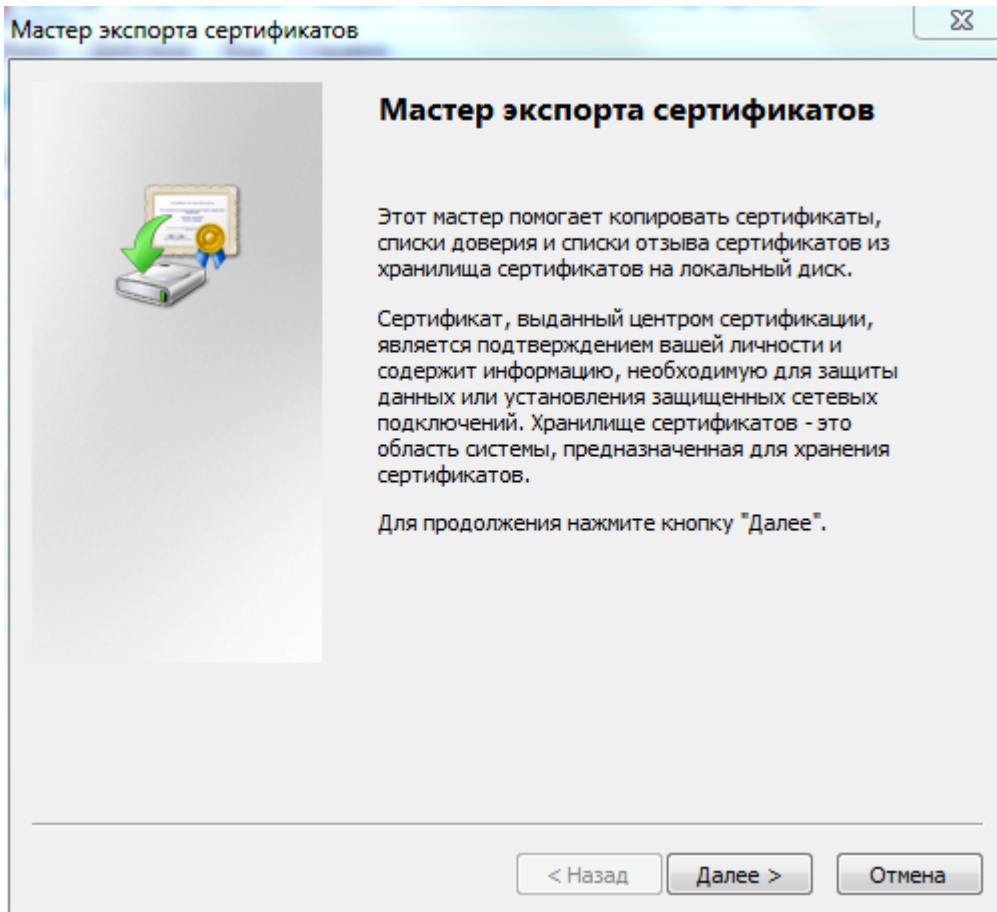 Мастер экспорта сертификатов
Мастер экспорта сертификатов
Этот мастер помогает копировать сертификаты,
списки доверия и списки отзыва сертификатов из
хранилища сертификатов на локальный диск.
Сертификат, выданный центром сертификации,
является подтверждением вашей личности и
содержит информацию, необходимую для защиты
данных или установления защищенных сетевых
подключений. Хранилище сертификатов - это
область системы, предназначенная для хранения
сертификатов.
Для продолжения нажмите кнопку "Далее".
< Назад
Далее >
Отмена